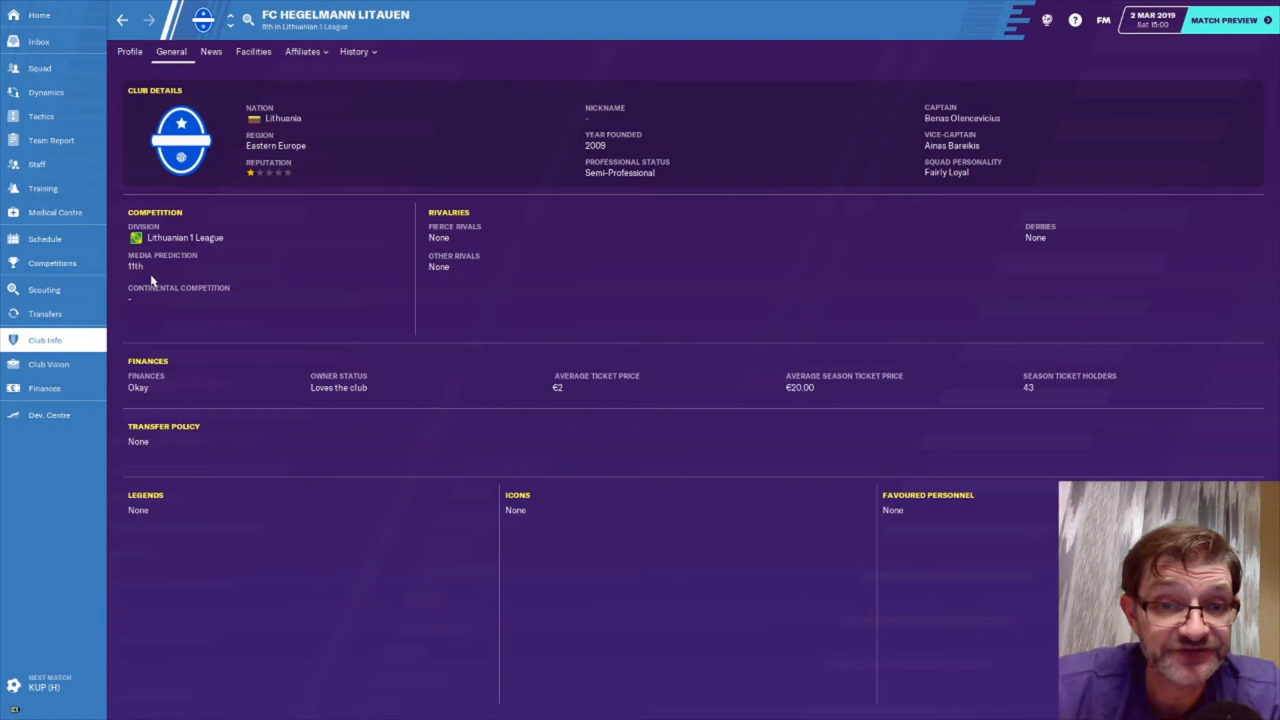 Home
FC HEGELMANN LITAUEN
6th in Lithuanian 1 League
FM
2 MAR 2019
Sat 15:00
MATCH PREVIEW
Inbox
Profile
General
News
Facilities
Affiliates
History
Squad
Dynamics
Tactics
Team Report
Staff
Training
Medical Centre
Schedule
Competitions
Scouting
Transfers
Club Info
Club Vision
Finances
Dev. Centre
NEXT MATCH
KUP (H)
CLUB DETAILS
NATION
Lithuania
REGION
Eastern Europe
REPUTATION
NICKNAME
-
YEAR FOUNDED
2009
PROFESSIONAL STATUS
Semi-Professional
CAPTAIN
Benas Olencevicius
VICE-CAPTAIN
Ainas Bareikis
SQUAD PERSONALITY
Fairly Loyal
COMPETITION
DIVISION
Lithuanian 1 League
MEDIA PREDICTION
11th
CONTINENTAL COMPETITION
-
RIVALRIES
FIERCE RIVALS
None
OTHER RIVALS
None
DERBIES
None
FINANCES
FINANCES
Okay
OWNER STATUS
Loves the club
AVERAGE TICKET PRICE
€2
AVERAGE SEASON TICKET PRICE
€20.00
SEASON TICKET HOLDERS
43
TRANSFER POLICY
None
LEGENDS
None
ICONS
None
FAVOURED PERSONNEL
None